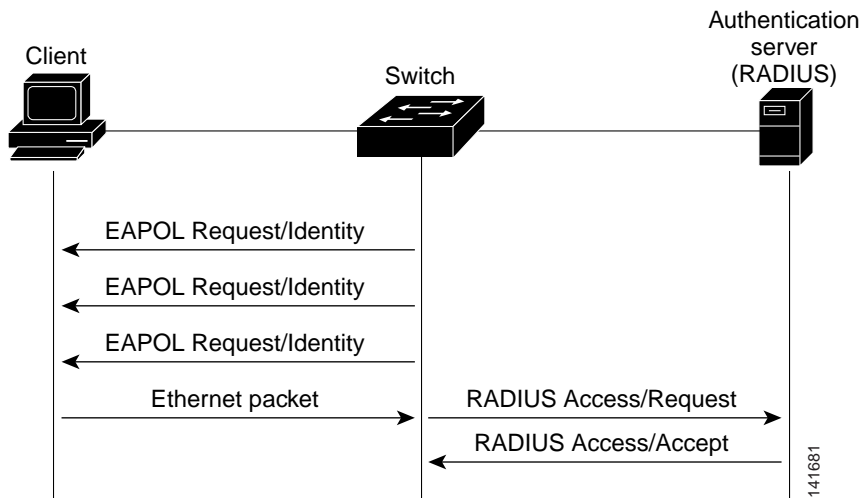 Client
Switch
Authentication
server
(RADIUS)
EAPOL Request/Identity
EAPOL Request/Identity
EAPOL Request/Identity
Ethernet packet
RADIUS Access/Request
RADIUS Access/Accept
141681